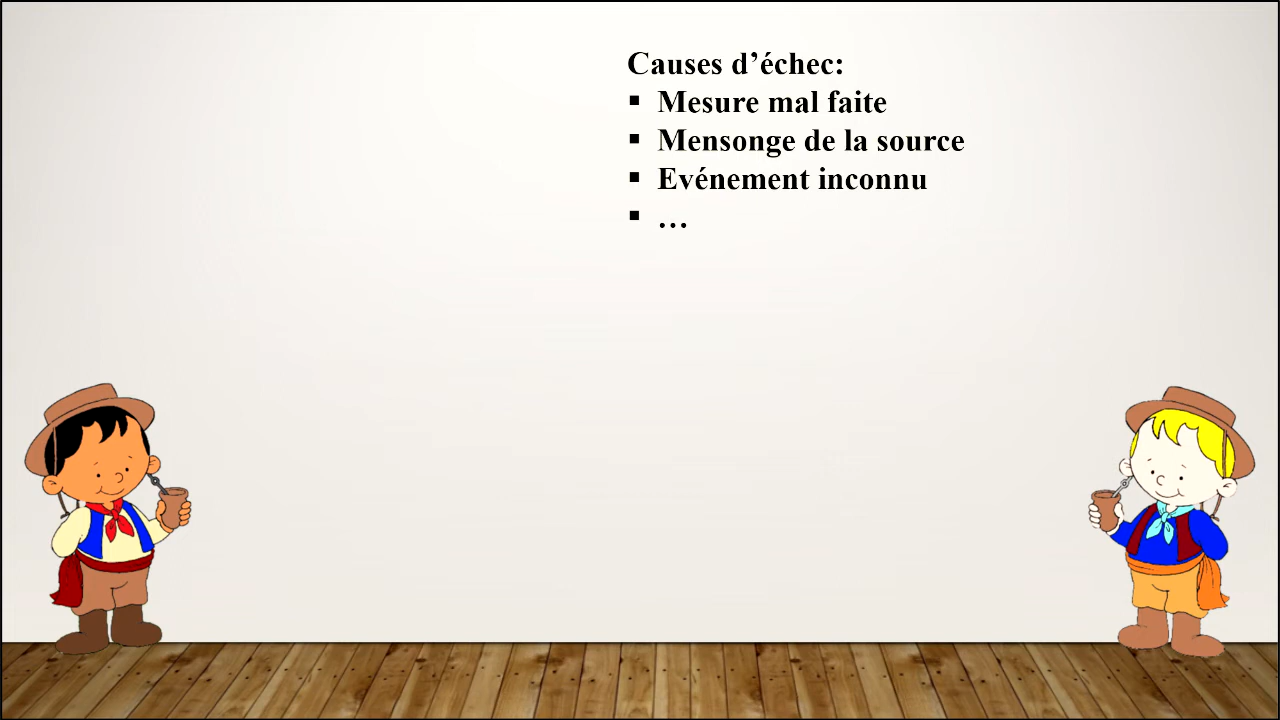 Causes d’échec:
▪ Mesure mal faite
▪ Mensonge de la source
▪ Evénement inconnu
▪ …